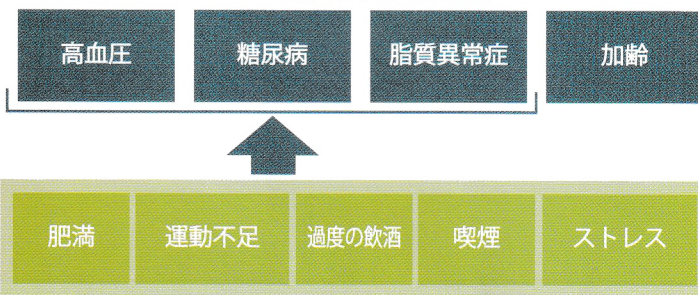 高血圧
糖尿病
脂質異常症
加齢
肥満
運動不足
過度の飲酒
喫煙
ストレス